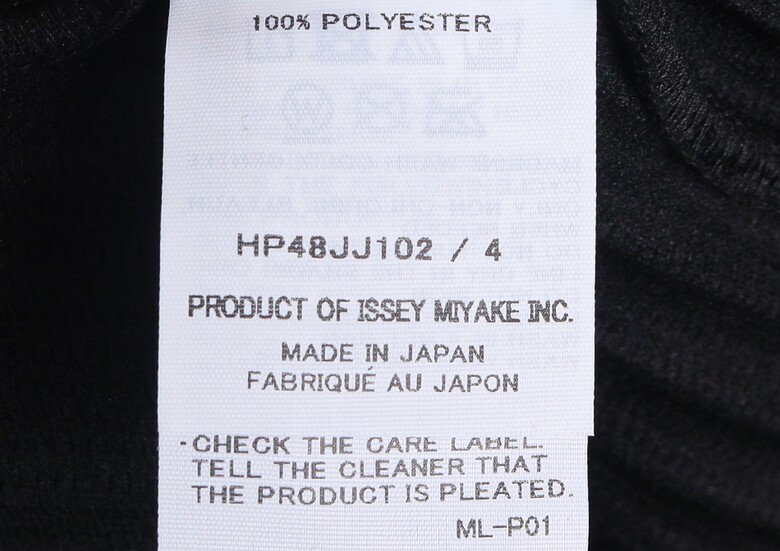 100% POLYESTER
HP48JJ102 / 4
PRODUCT OF ISSEY MIYAKE INC.
MADE IN JAPAN
FABRIQUÉ AU JAPON
-CHECK THE CARE LABEL.
TELL THE CLEANER THAT
THE PRODUCT IS PLEATED.
ML-P01